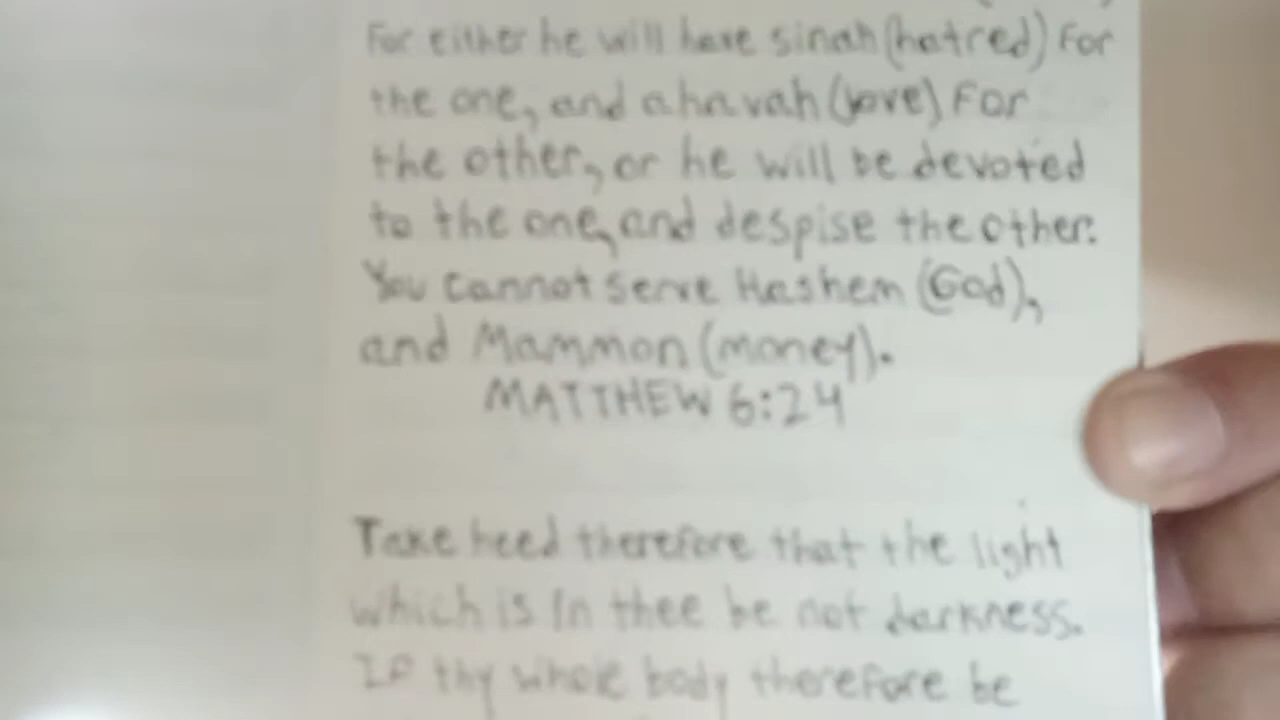 For either he will have sinah (hatred) for
the one, and ahavah (love) For
the other, or he will be devoted
to the one, and despise the other.
You cannot serve Hashem (God),
and Mammon (money).
MATTHEW 6:24
Take heed therefore that the light
which is in thee be not darkness.
If thy whole body therefore be